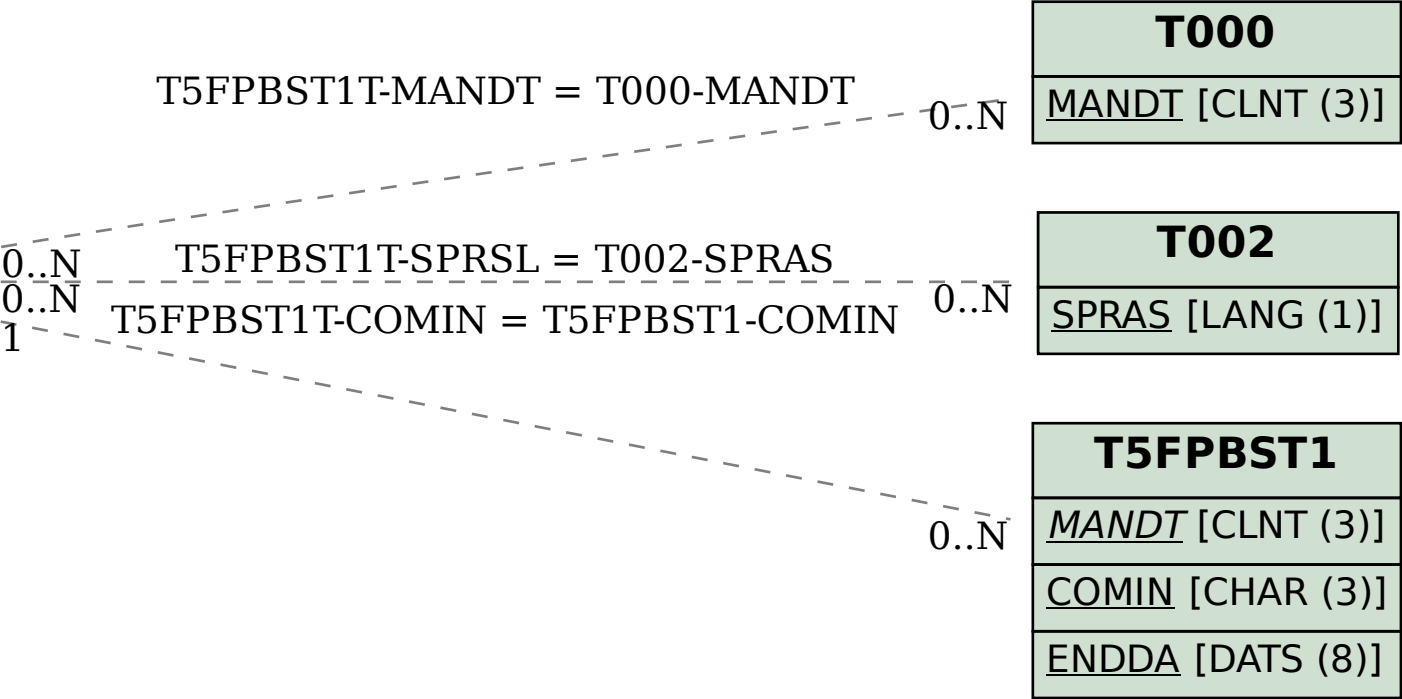 T000
T5FPBST1T-MANDT = T000-MANDT
0..N
MANDT [CLNT (3)]
T002
0..N
T5FPBST1T-SPRSL = T002-SPRAS
0..N
0..N
SPRAS [LANG (1)]
T5FPBST1T-COMIN = T5FPBST1-COMIN
1
T5FPBST1
0..N
MANDT [CLNT (3)]
COMIN [CHAR (3)]
ENDDA [DATS (8)]